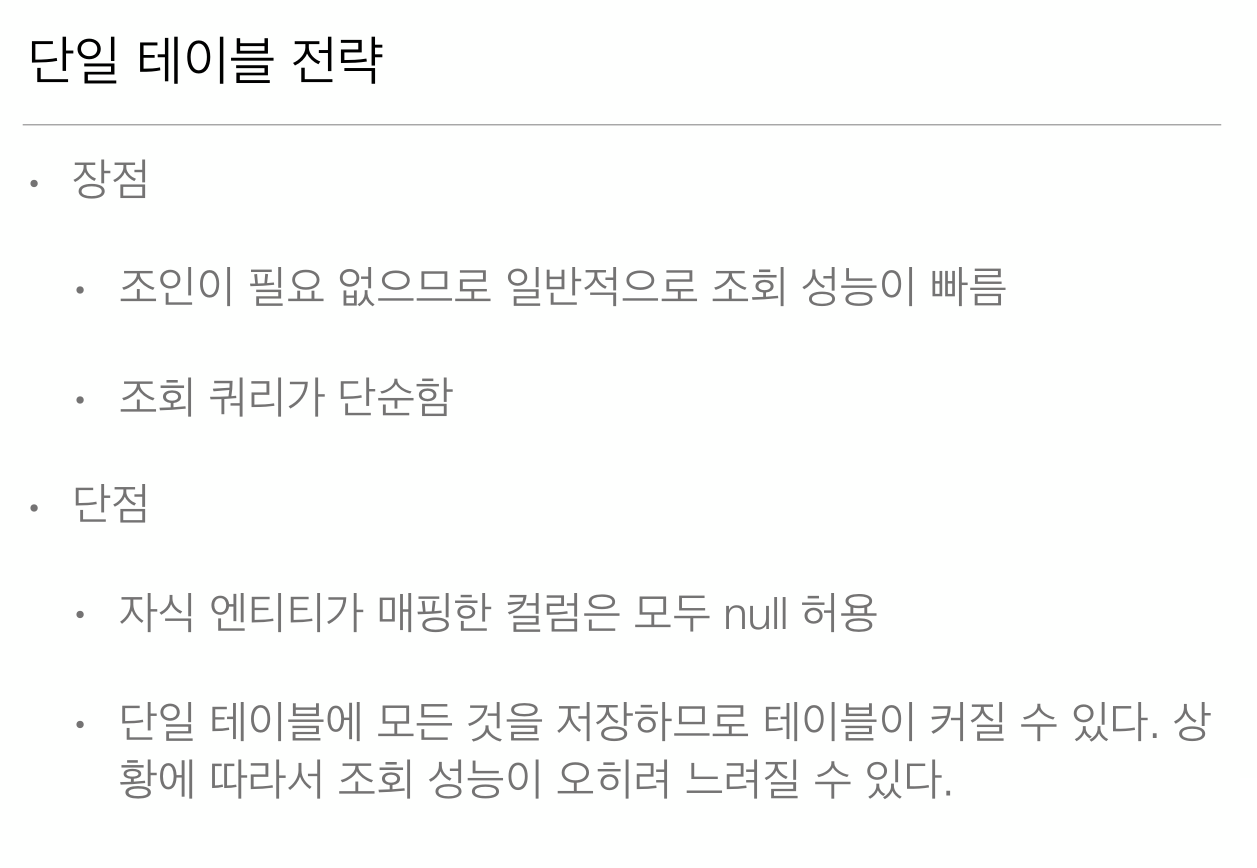 단일 테이블 전략
• 장점
• 조인이 필요 없으므로 일반적으로 조회 성능이 빠름
• 조회 쿼리가 단순함
• 단점
• 자식 엔티티가 매핑한 컬럼은 모두 null 허용
• 단일 테이블에 모든 것을 저장하므로 테이블이 커질 수 있다. 상
황에 따라서 조회 성능이 오히려 느려질 수 있다.